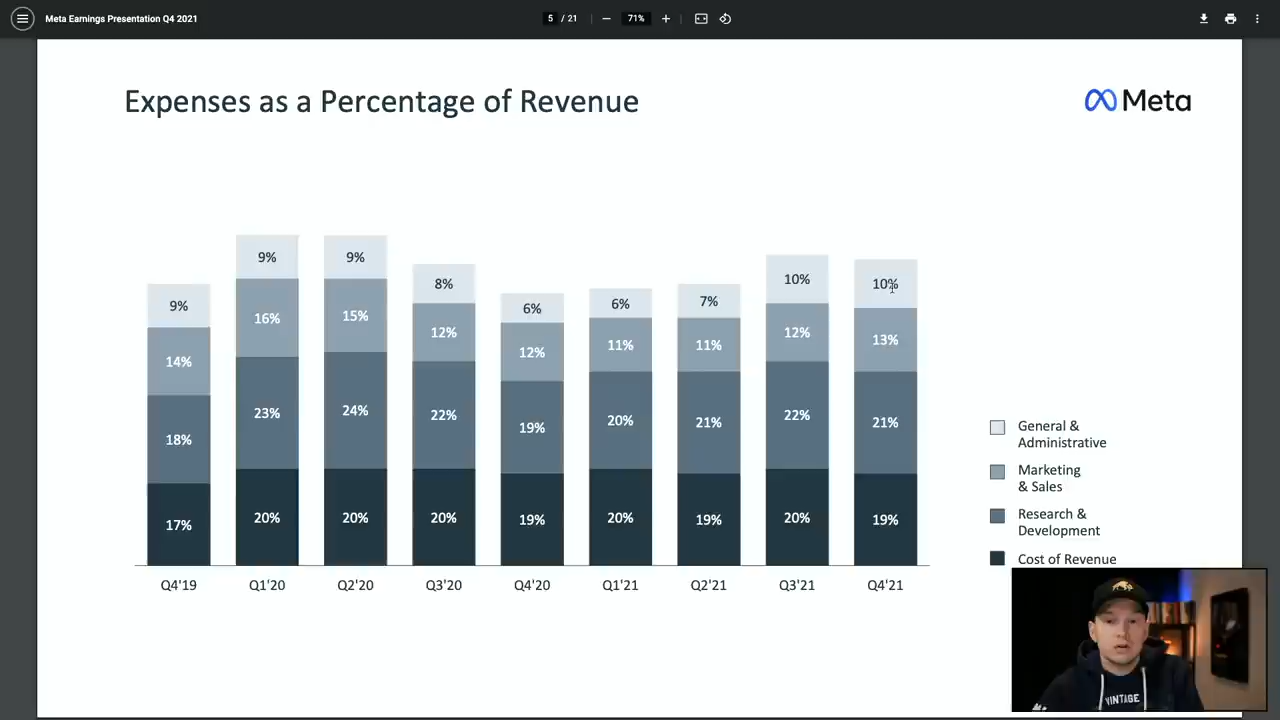 Meta Earnings Presentation Q4 2021
5 / 21
71%
Expenses as a Percentage of Revenue
Meta
9% 9% 9% 8% 6% 6% 7% 10% 10%
14% 16% 15% 12% 12% 11% 11% 12% 13%
18% 23% 24% 22% 19% 20% 21% 22% 21%
17% 20% 20% 20% 19% 20% 19% 20% 19%
Q4'19 Q1'20 Q2'20 Q3'20 Q4'20 Q1'21 Q2'21 Q3'21 Q4'21
General &
Administrative
Marketing
& Sales
Research &
Development
Cost of Revenue
VINTAGE